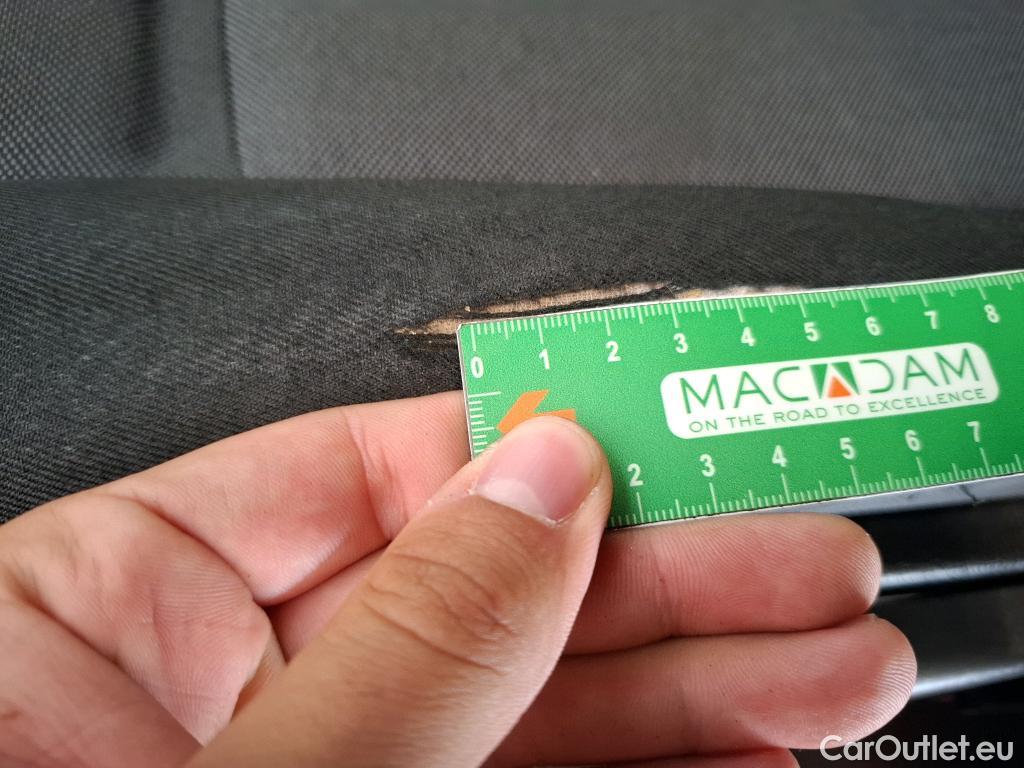 0 1 2 3 4 5 6 7 8
MACADAM
ON THE ROAD TO EXCELLENCE
2 3 4 5 6 7
CarOutlet.eu